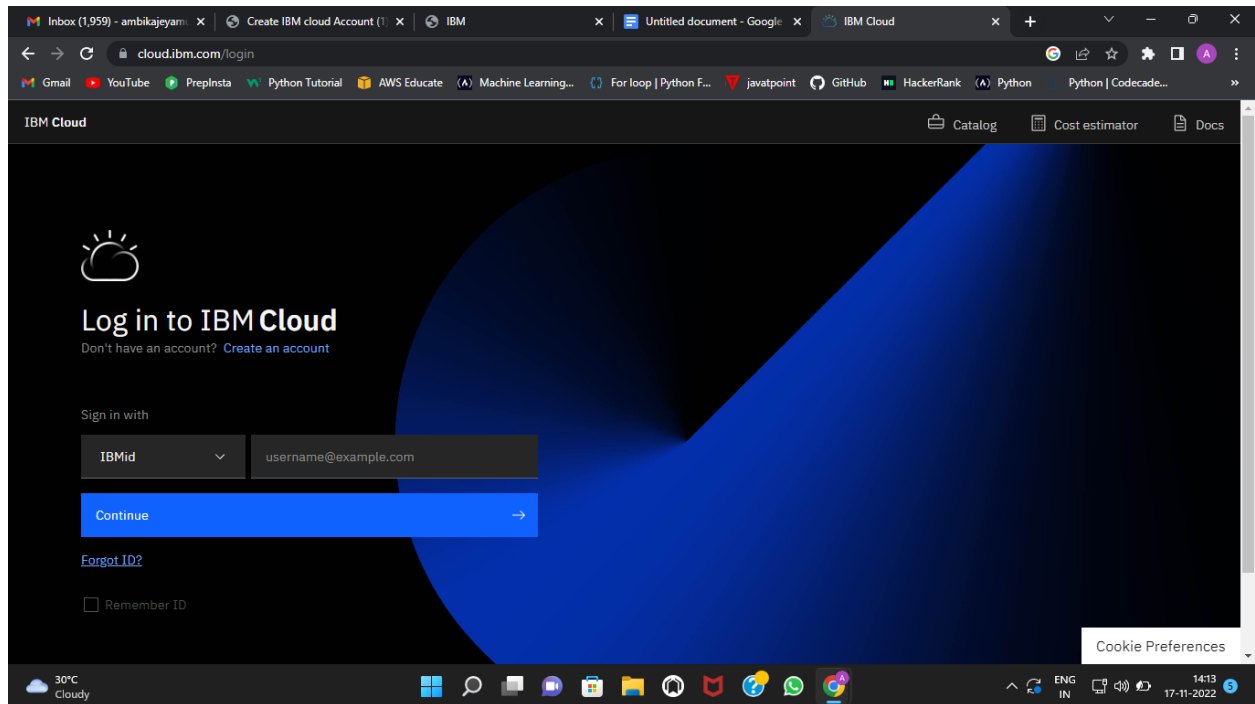 Inbox (1,959) - ambikajeyam
Create IBM cloud Account (1)
IBM
Untitled document - Google
IBM Cloud
cloud.ibm.com/login
A
Gmail
YouTube
PrepInsta
Python Tutorial
AWS Educate
Machine Learning...
For loop | Python F...
javatpoint
GitHub
HackerRank
Python
Python | Codecade...
»
IBM Cloud
Catalog
Cost estimator
Docs
Log in to IBM Cloud
Don't have an account? Create an account
Sign in with
IBMid
username@example.com
Continue
Forgot ID?
Remember ID
Cookie Preferences
30°C
Cloudy
ENG
IN
14:13
17-11-2022
5